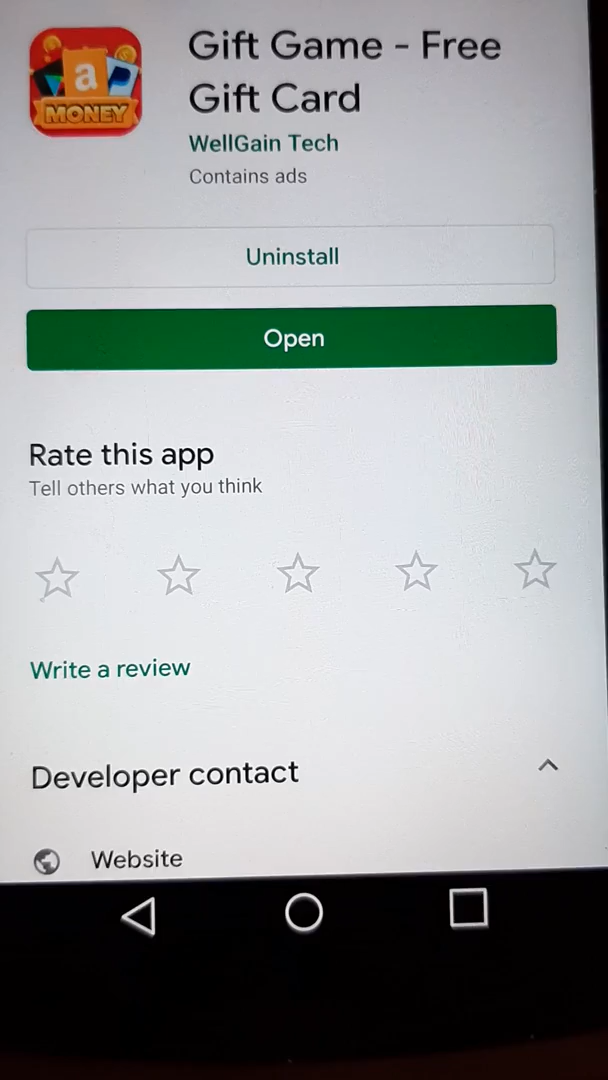 Gift Game - Free
Gift Card
a
MONEY
WellGain Tech
Contains ads
Uninstall
Open
Rate this app
Tell others what you think
Write a review
Developer contact
Website